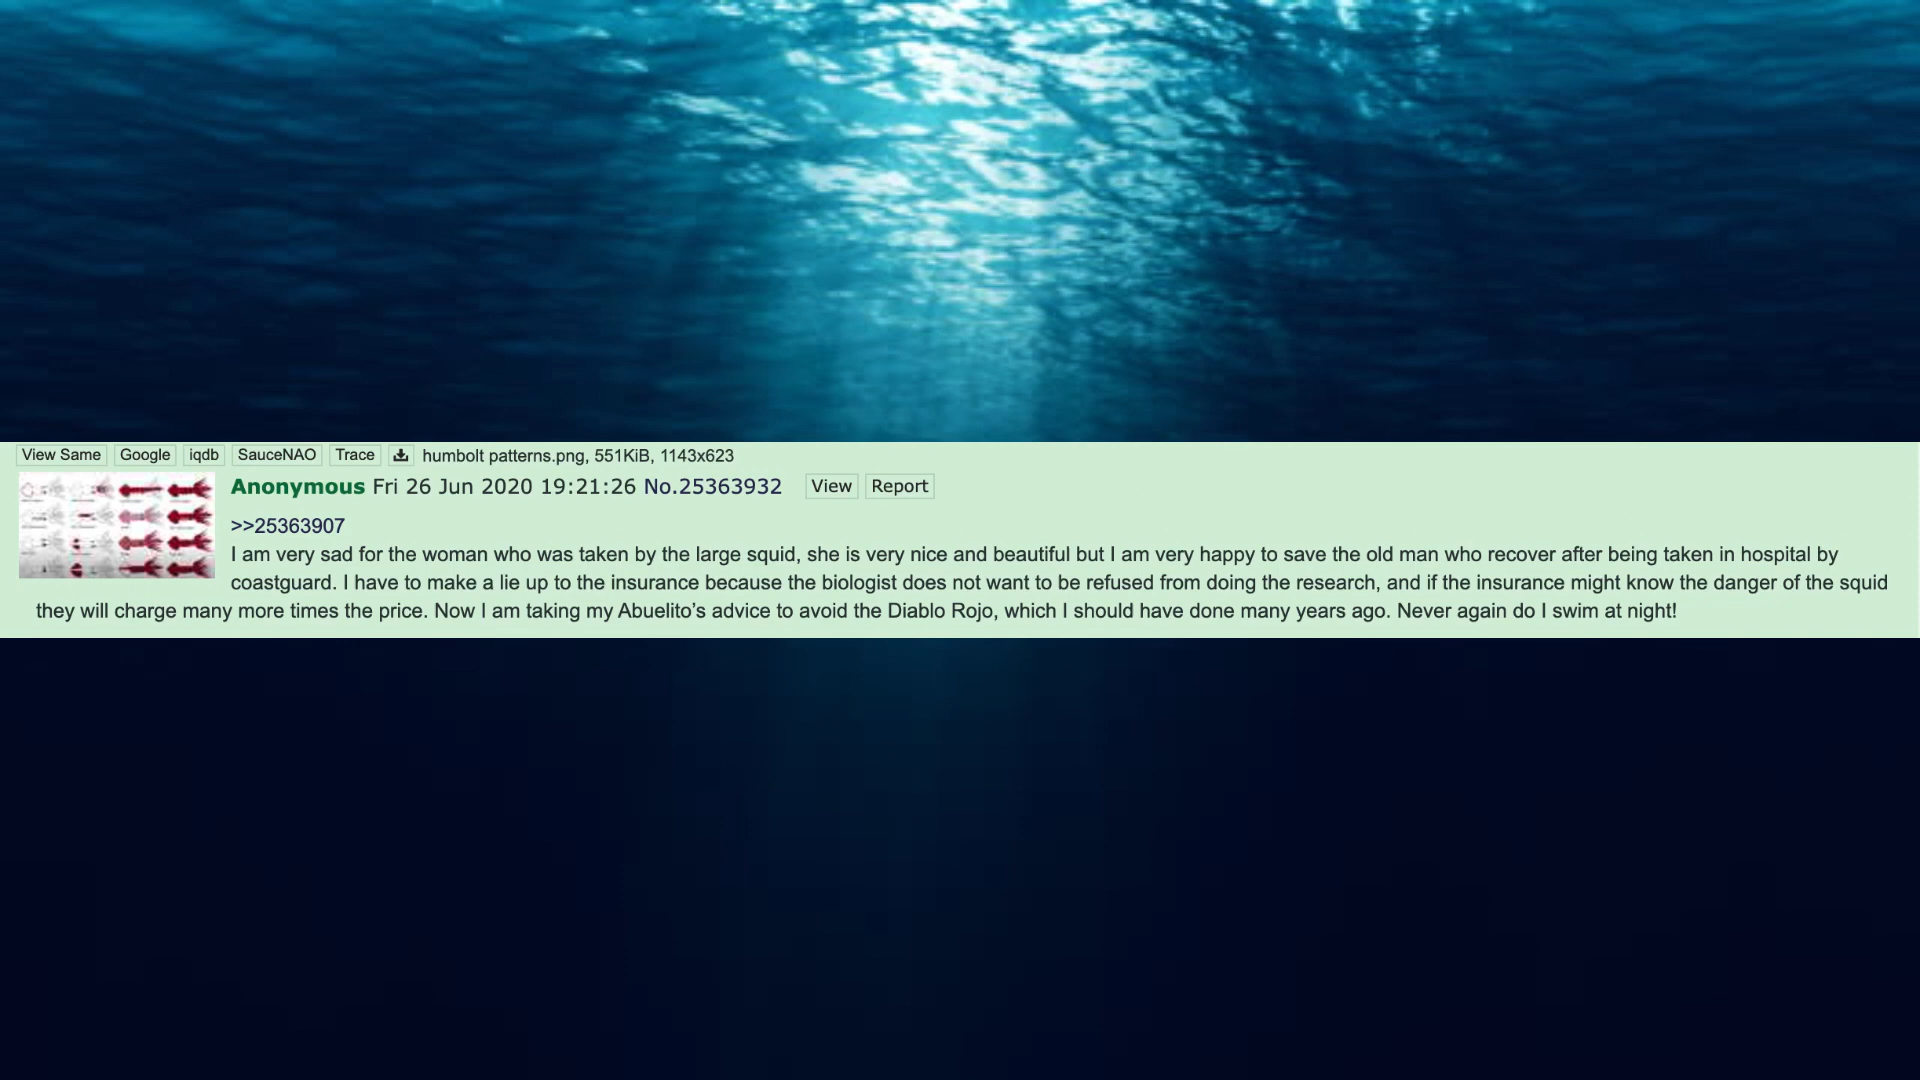 View Same Google iqdb SauceNAO Trace humbolt patterns.png, 551KiB, 1143x623
Anonymous Fri 26 Jun 2020 19:21:26 No.25363932 View Report
>>25363907
I am very sad for the woman who was taken by the large squid, she is very nice and beautiful but I am very happy to save the old man who recover after being taken in hospital by
coastguard. I have to make a lie up to the insurance because the biologist does not want to be refused from doing the research, and if the insurance might know the danger of the squid
they will charge many more times the price. Now I am taking my Abuelito’s advice to avoid the Diablo Rojo, which I should have done many years ago. Never again do I swim at night!